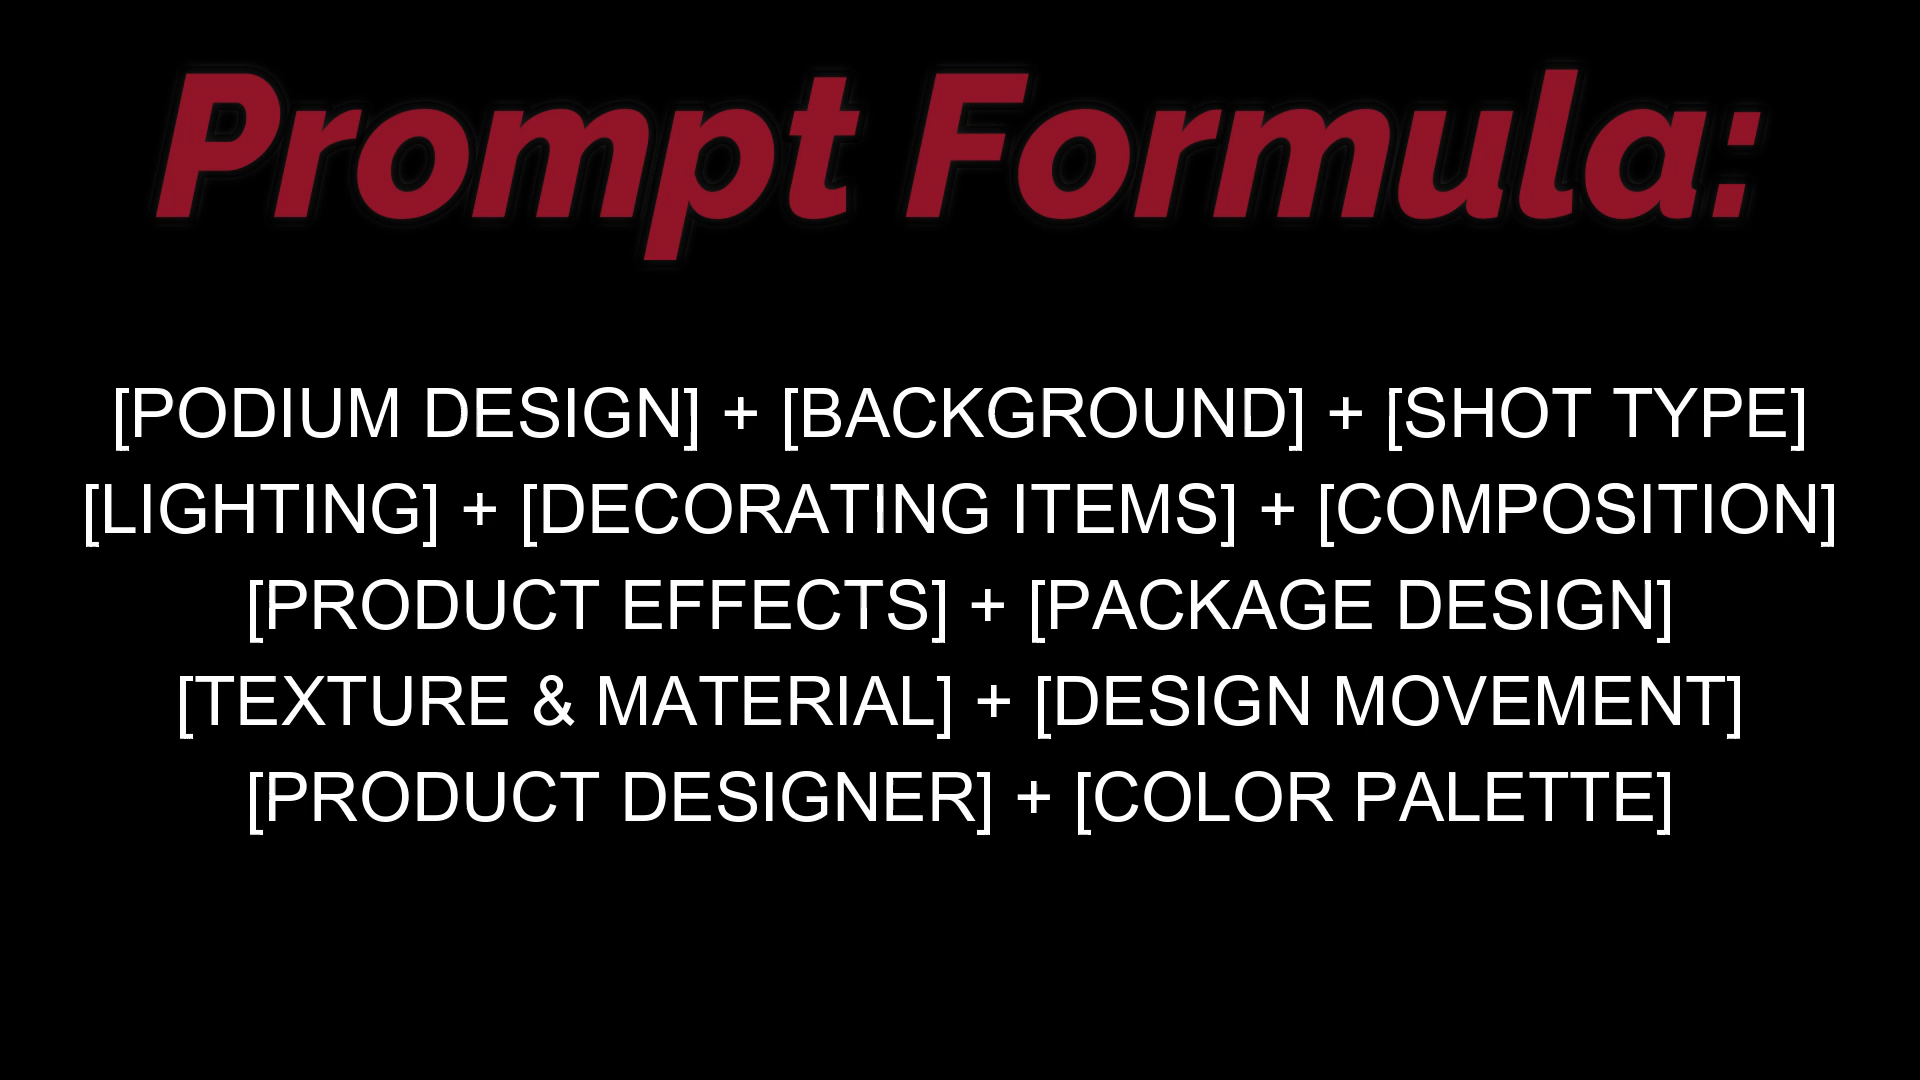 Prompt Formula:
[PODIUM DESIGN] + [BACKGROUND] + [SHOT TYPE]
[LIGHTING] + [DECORATING ITEMS] + [COMPOSITION]
[PRODUCT EFFECTS] + [PACKAGE DESIGN]
[TEXTURE & MATERIAL] + [DESIGN MOVEMENT]
[PRODUCT DESIGNER] + [COLOR PALETTE]